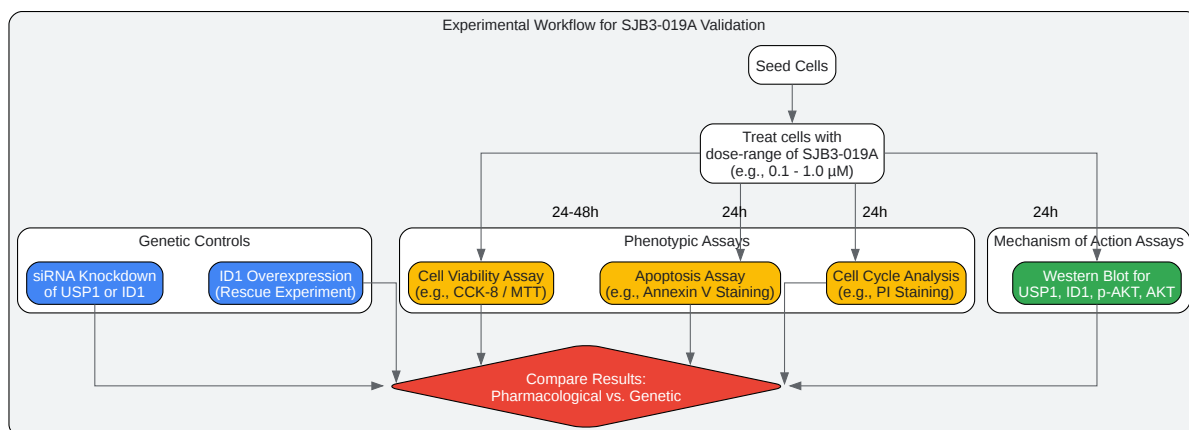 Experimental Workflow for SJB3-019A Validation
Seed Cells
Treat cells with
dose-range of SJB3-019A
(e.g., 0.1 - 1.0 µM)
24-48h
24h
24h
24h
Genetic Controls
siRNA Knockdown
of USP1 or ID1
ID1 Overexpression
(Rescue Experiment)
Phenotypic Assays
Cell Viability Assay
(e.g., CCK-8 / MTT)
Apoptosis Assay
(e.g., Annexin V Staining)
Cell Cycle Analysis
(e.g., PI Staining)
Mechanism of Action Assays
Western Blot for
USP1, ID1, p-AKT, AKT
Compare Results:
Pharmacological vs. Genetic